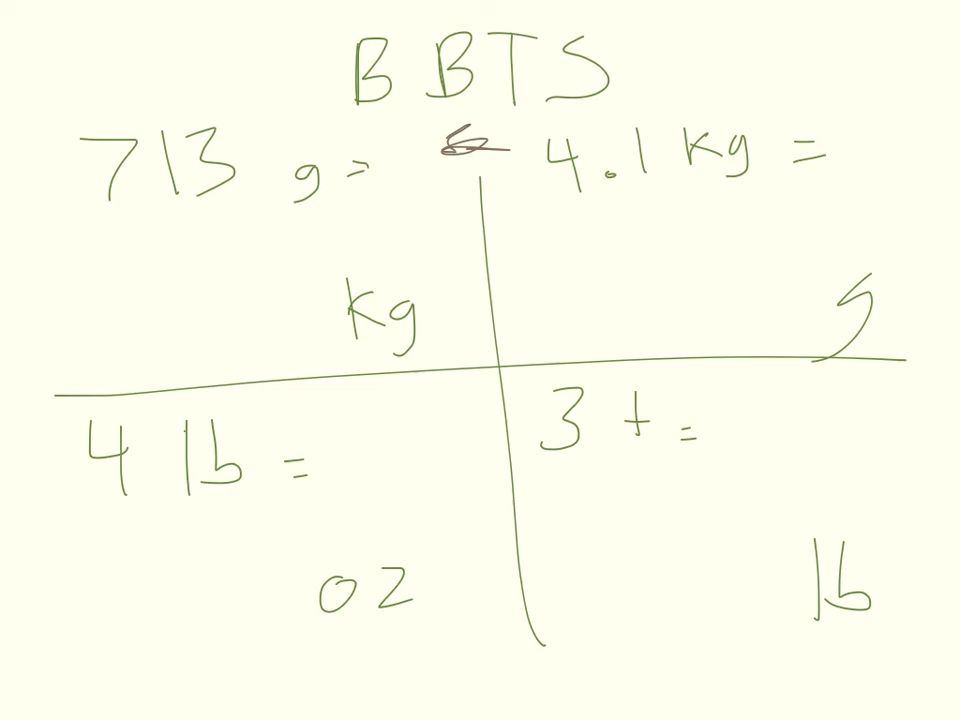 BBTS
713 g =
kg
4.1 kg =
g
4 lb =
oz
3 t =
lb